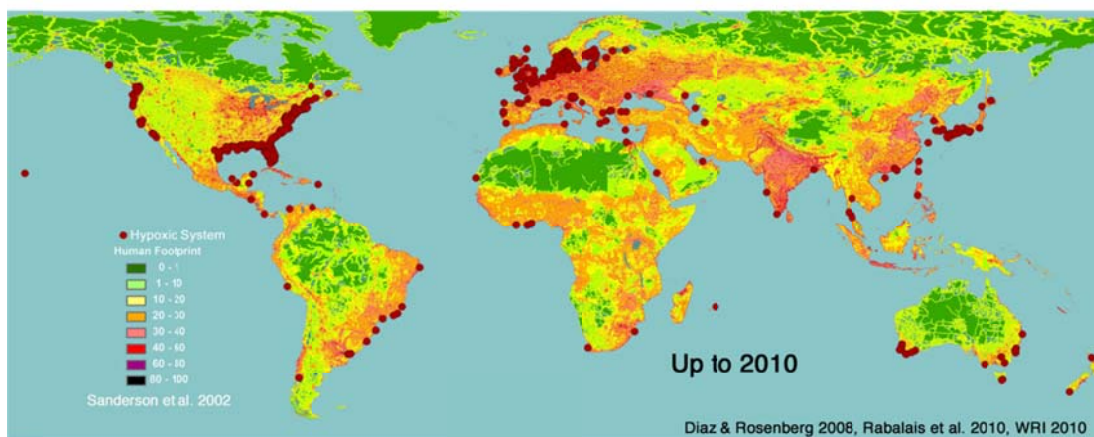 Hypoxic System
Human Footprint
0 - 1
1 - 10
10 - 20
20 - 30
30 - 40
40 - 60
60 - 80
80 - 100
Sanderson et al. 2002
Up to 2010
Diaz & Rosenberg 2008, Rabalais et al. 2010, WRI 2010